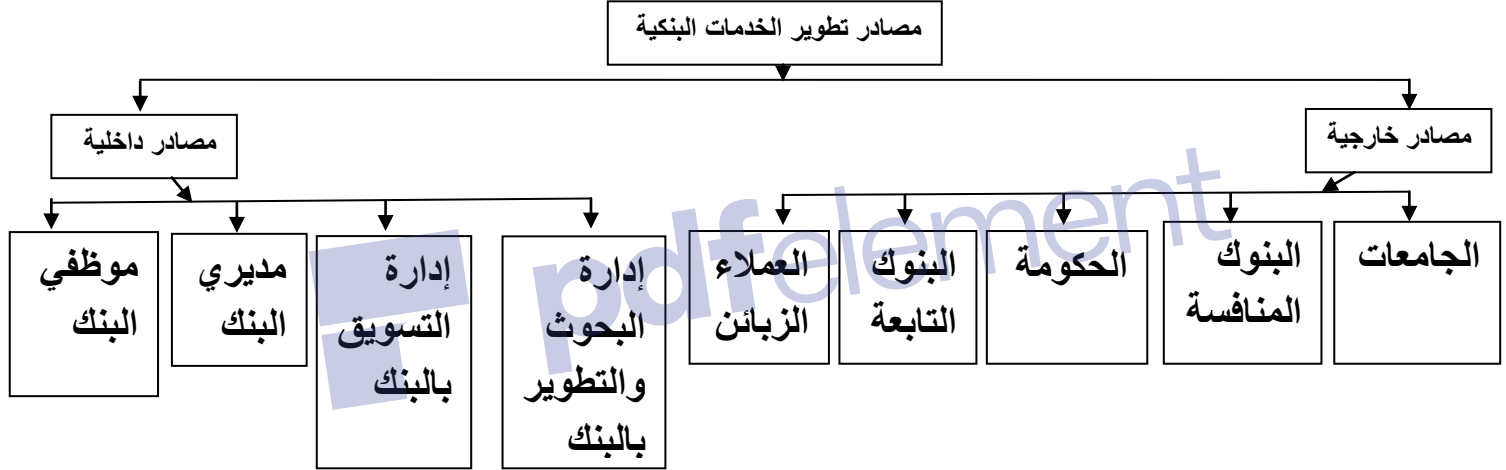 مصادر تطوير الخدمات البنكية
مصادر خارجية
مصادر داخلية
الجامعات
البنوك
المنافسة
الحكومة
البنوك
التابعة
العملاء
الزبائن
إدارة
البحوث
والتطوير
بالبنك
إدارة
التسويق
بالبنك
مديري
البنك
موظفي
البنك
pdfelement